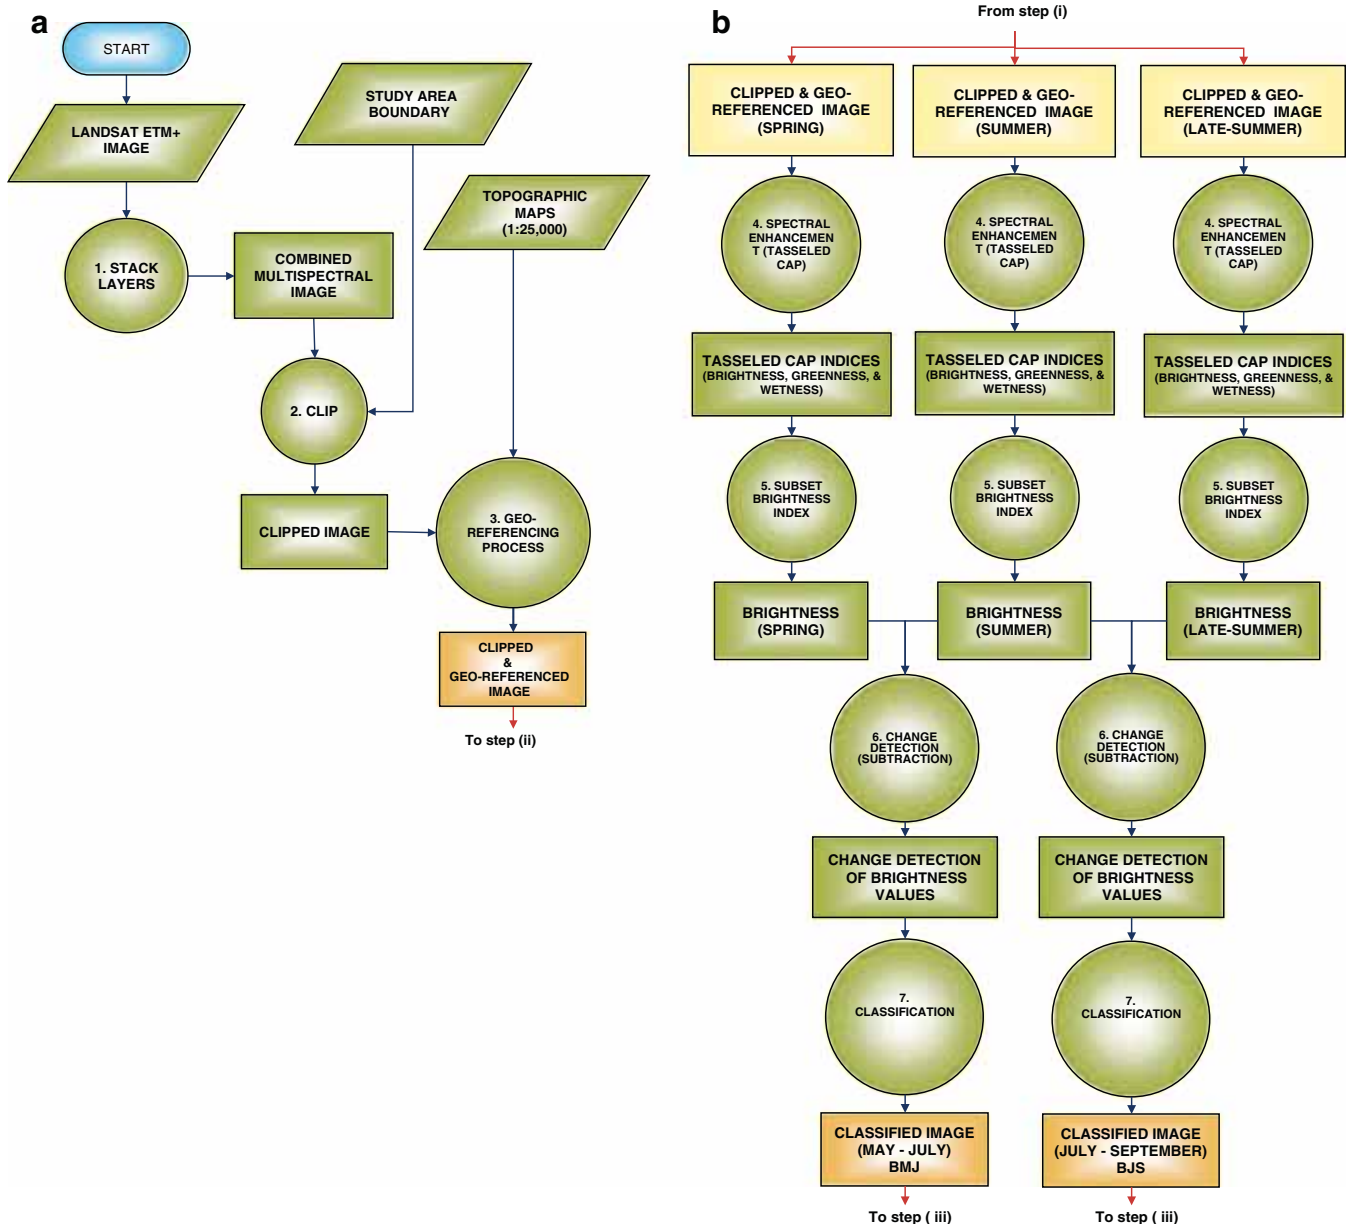 a
START
LANDSAT ETM+
IMAGE
STUDY AREA
BOUNDARY
TOPOGRAPHIC
MAPS
(1:25,000)
1. STACK
LAYERS
COMBINED
MULTISPECTRAL
IMAGE
2. CLIP
CLIPPED IMAGE
3. GEO-
REFERENCING
PROCESS
CLIPPED
&
GEO-REFERENCED
IMAGE
To step (ii)
b
From step (i)
CLIPPED & GEO-
REFERENCED IMAGE
(SPRING)
CLIPPED & GEO-
REFERENCED IMAGE
(SUMMER)
CLIPPED & GEO-
REFERENCED IMAGE
(LATE-SUMMER)
4. SPECTRAL
ENHANCEMEN
T (TASSELED
CAP)
4. SPECTRAL
ENHANCEMEN
T (TASSELED
CAP)
4. SPECTRAL
ENHANCEMEN
T (TASSELED
CAP)
TASSELED CAP INDICES
(BRIGHTNESS, GREENNESS, &
WETNESS)
TASSELED CAP INDICES
(BRIGHTNESS, GREENNESS, &
WETNESS)
TASSELED CAP INDICES
(BRIGHTNESS, GREENNESS, &
WETNESS)
5. SUBSET
BRIGHTNESS
INDEX
5. SUBSET
BRIGHTNESS
INDEX
5. SUBSET
BRIGHTNESS
INDEX
BRIGHTNESS
(SPRING)
BRIGHTNESS
(SUMMER)
BRIGHTNESS
(LATE-SUMMER)
6. CHANGE
DETECTION
(SUBTRACTION)
6. CHANGE
DETECTION
(SUBTRACTION)
CHANGE DETECTION
OF BRIGHTNESS
VALUES
CHANGE DETECTION
OF BRIGHTNESS
VALUES
7.
CLASSIFICATION
7.
CLASSIFICATION
CLASSIFIED IMAGE
(MAY - JULY)
BMJ
CLASSIFIED IMAGE
(JULY - SEPTEMBER)
BJS
To step ( iii)
To step ( iii)